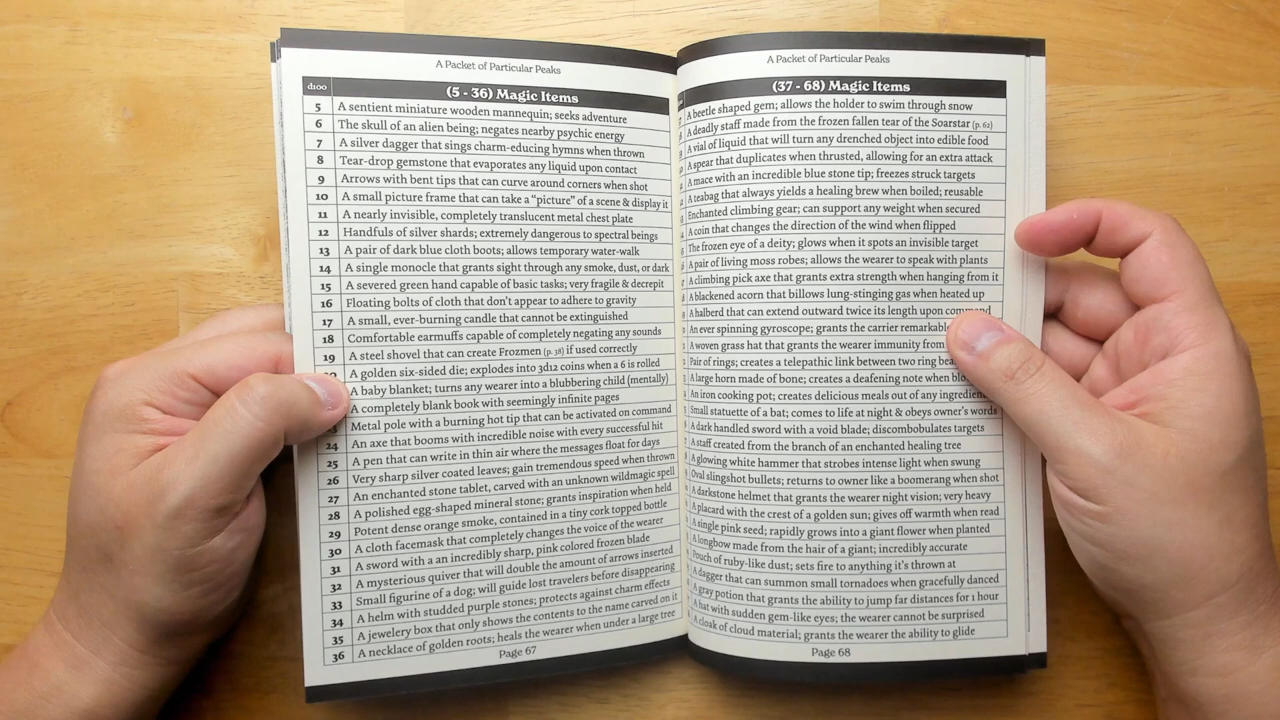 A Packet of Particular Peaks
d100 (5 - 36) Magic Items
5 A sentient miniature wooden mannequin; seeks adventure
6 The skull of an alien being; negates nearby psychic energy
7 A silver dagger that sings charm-educing hymns when thrown
8 Tear-drop gemstone that evaporates any liquid upon contact
9 Arrows with bent tips that can curve around corners when shot
10 A small picture frame that can take a “picture” of a scene & display it
11 A nearly invisible, completely translucent metal chest plate
12 Handfuls of silver shards; extremely dangerous to spectral beings
13 A pair of dark blue cloth boots; allows temporary water-walk
14 A single monocle that grants sight through any smoke, dust, or dark
15 A severed green hand capable of basic tasks; very fragile & decrepit
16 Floating bolts of cloth that don't appear to adhere to gravity
17 A small, ever-burning candle that cannot be extinguished
18 Comfortable earmuffs capable of completely negating any sounds
19 A steel shovel that can create Frozmen (p. 38) if used correctly
A golden six-sided die; explodes into 3d12 coins when a 6 is rolled
A baby blanket; turns any wearer into a blubbering child (mentally)
A completely blank book with seemingly infinite pages
Metal pole with a burning hot tip that can be activated on command
24 An axe that booms with incredible noise with every successful hit
25 A pen that can write in thin air where the messages float for days
26 Very sharp silver coated leaves; gain tremendous speed when thrown
27 An enchanted stone tablet, carved with an unknown wildmagic spell
28 A polished egg-shaped mineral stone; grants inspiration when held
29 Potent dense orange smoke, contained in a tiny cork topped bottle
30 A cloth facemask that completely changes the voice of the wearer
31 A sword with a an incredibly sharp, pink colored frozen blade
32 A mysterious quiver that will double the amount of arrows inserted
33 Small figurine of a dog; will guide lost travelers before disappearing
34 A helm with studded purple stones; protects against charm effects
35 A jewelery box that only shows the contents to the name carved on it
36 A necklace of golden roots; heals the wearer when under a large tree
Page 67
A Packet of Particular Peaks
(37 - 68) Magic Items
A beetle shaped gem; allows the holder to swim through snow
A deadly staff made from the frozen fallen tear of the Soarstar (p. 62)
A vial of liquid that will turn any drenched object into edible food
A spear that duplicates when thrusted, allowing for an extra attack
A mace with an incredible blue stone tip; freezes struck targets
A teabag that always yields a healing brew when boiled; reusable
Enchanted climbing gear; can support any weight when secured
A coin that changes the direction of the wind when flipped
The frozen eye of a deity; glows when it spots an invisible target
A pair of living moss robes; allows the wearer to speak with plants
A climbing pick axe that grants extra strength when hanging from it
A blackened acorn that billows lung-stinging gas when heated up
A halberd that can extend outward twice its length upon command
An ever spinning gyroscope; grants the carrier remarkable
A woven grass hat that grants the wearer immunity from
Pair of rings; creates a telepathic link between two ring
A large horn made of bone; creates a deafening note when
An iron cooking pot; creates delicious meals out of any ingredient
Small statuette of a bat; comes to life at night & obeys owner's words
A dark handled sword with a void blade; discombobulates targets
A staff created from the branch of an enchanted healing tree
A glowing white hammer that strobes intense light when swung
Oval slingshot bullets; returns to owner like a boomerang when shot
A darkstone helmet that grants the wearer night vision; very heavy
A placard with the crest of a golden sun; gives off warmth when read
A single pink seed; rapidly grows into a giant flower when planted
A longbow made from the hair of a giant; incredibly accurate
Pouch of ruby-like dust; sets fire to anything it's thrown at
A dagger that can summon small tornadoes when gracefully danced
A gray potion that grants the ability to jump far distances for 1 hour
A hat with sudden gem-like eyes; the wearer cannot be surprised
A cloak of cloud material; grants the wearer the ability to glide
Page 68